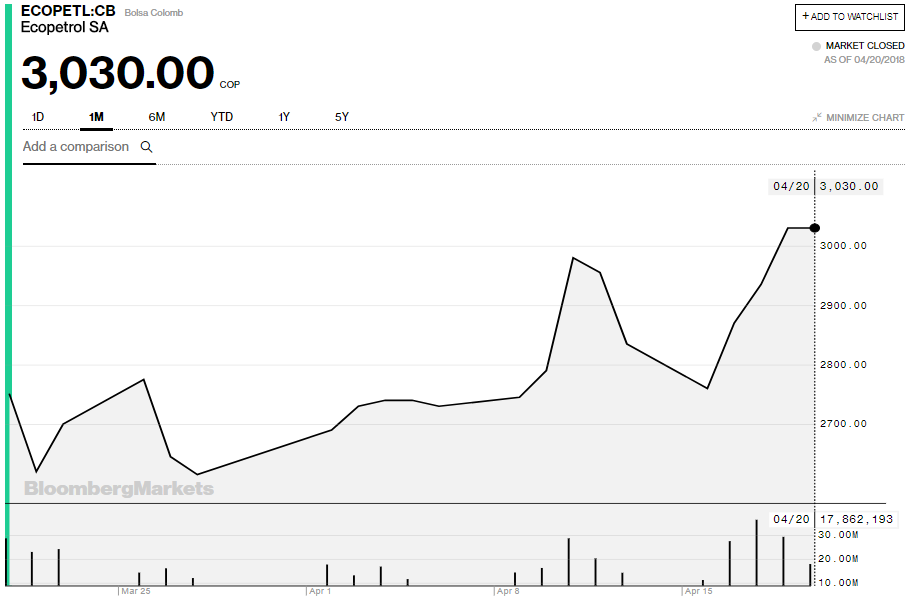 ECOPETL:CB Bolsa Colomb
Ecopetrol SA
+ ADD TO WATCHLIST
3,030.00 COP
MARKET CLOSED
AS OF 04/20/2018
1D 1M 6M YTD 1Y 5Y
MINIMIZE CHART
Add a comparison
04/20 3,030.00
3000.00
2900.00
2800.00
2700.00
BloombergMarkets
04/20 17,862,193
30.00M
20.00M
10.00M
Mar 25 Apr 1 Apr 8 Apr 15